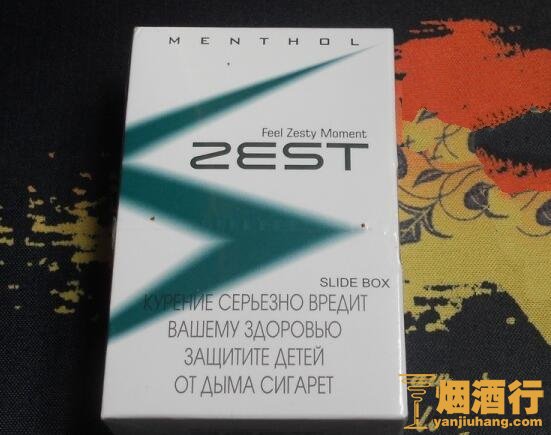 MENTHOL
Feel Zesty Moment
ZEST
SLIDE BOX
КУРЕНИЕ СЕРЬЕЗНО ВРЕДИТ
ВАШЕМУ ЗДОРОВЬЮ
ЗАЩИТИТЕ ДЕТЕЙ
ОТ ДЫМА СИГАРЕТ
烟酒行
yanjiuhang.com